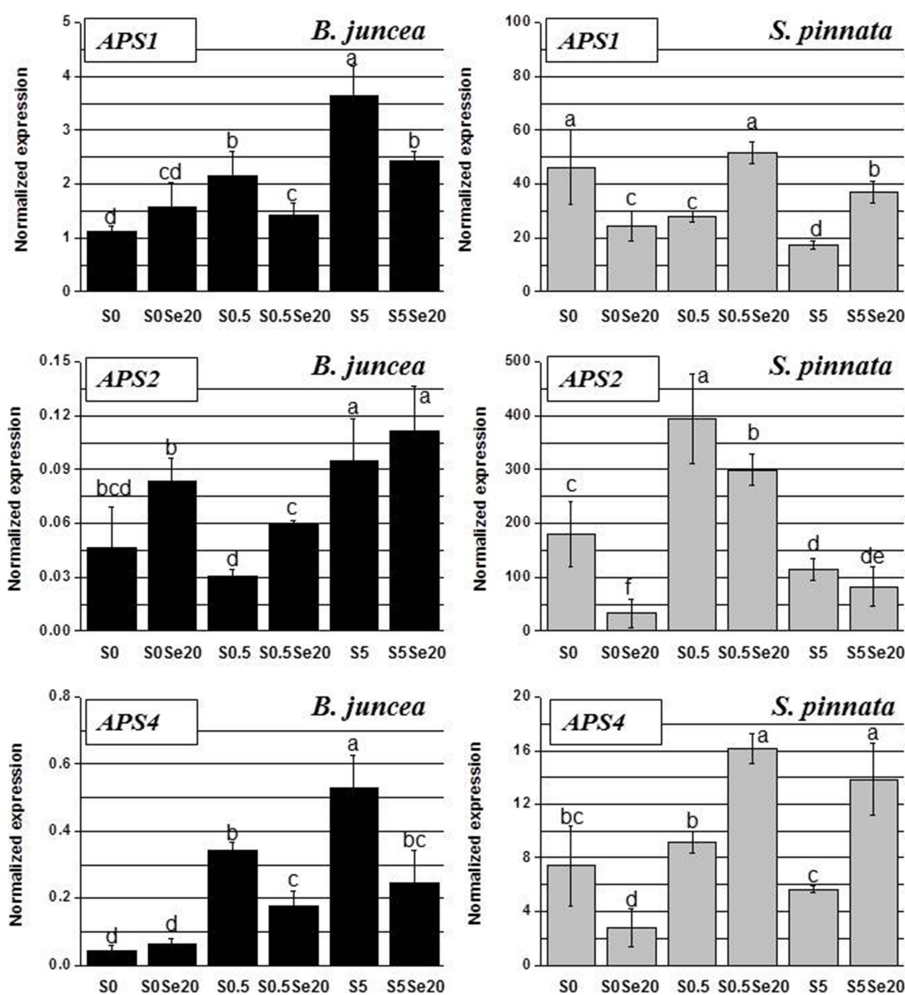 APS1 B. juncea
Normalized expression
5
4
3
2
1
0
d cd b c a b
S0 S0Se20 S0.5 S0.5Se20 S5 S5Se20
APS1 S. pinnata
Normalized expression
100
80
60
40
20
0
a c c a d b
S0 S0Se20 S0.5 S0.5Se20 S5 S5Se20
APS2 B. juncea
Normalized expression
0.15
0.12
0.09
0.06
0.03
0.00
bcd b d c a a
S0 S0Se20 S0.5 S0.5Se20 S5 S5Se20
APS2 S. pinnata
Normalized expression
500
400
300
200
100
0
c f a b d de
S0 S0Se20 S0.5 S0.5Se20 S5 S5Se20
APS4 B. juncea
Normalized expression
0.8
0.6
0.4
0.2
0.0
d d b c a bc
S0 S0Se20 S0.5 S0.5Se20 S5 S5Se20
APS4 S. pinnata
Normalized expression
20
16
12
8
4
0
bc d b a c a
S0 S0Se20 S0.5 S0.5Se20 S5 S5Se20